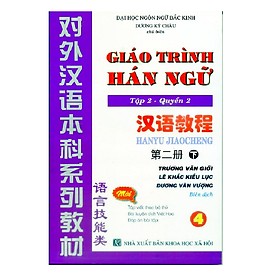 ĐẠI HỌC NGÔN NGỮ BẮC KINH
DƯƠNG KÝ CHÂU
chủ biên
GIÁO TRÌNH
HÁN NGỮ
Tập 2 - Quyển 2
汉语教程
HANYU JIAOCHENG
第二册 下
TRƯƠNG VĂN GIỚI
LÊ KHẮC KIỀU LỤC
DƯƠNG VĂN VƯỢNG
Biên dịch
4
NHÀ XUẤT BẢN KHOA HỌC XÃ HỘI
对外汉语本科系列教材
语言技能类